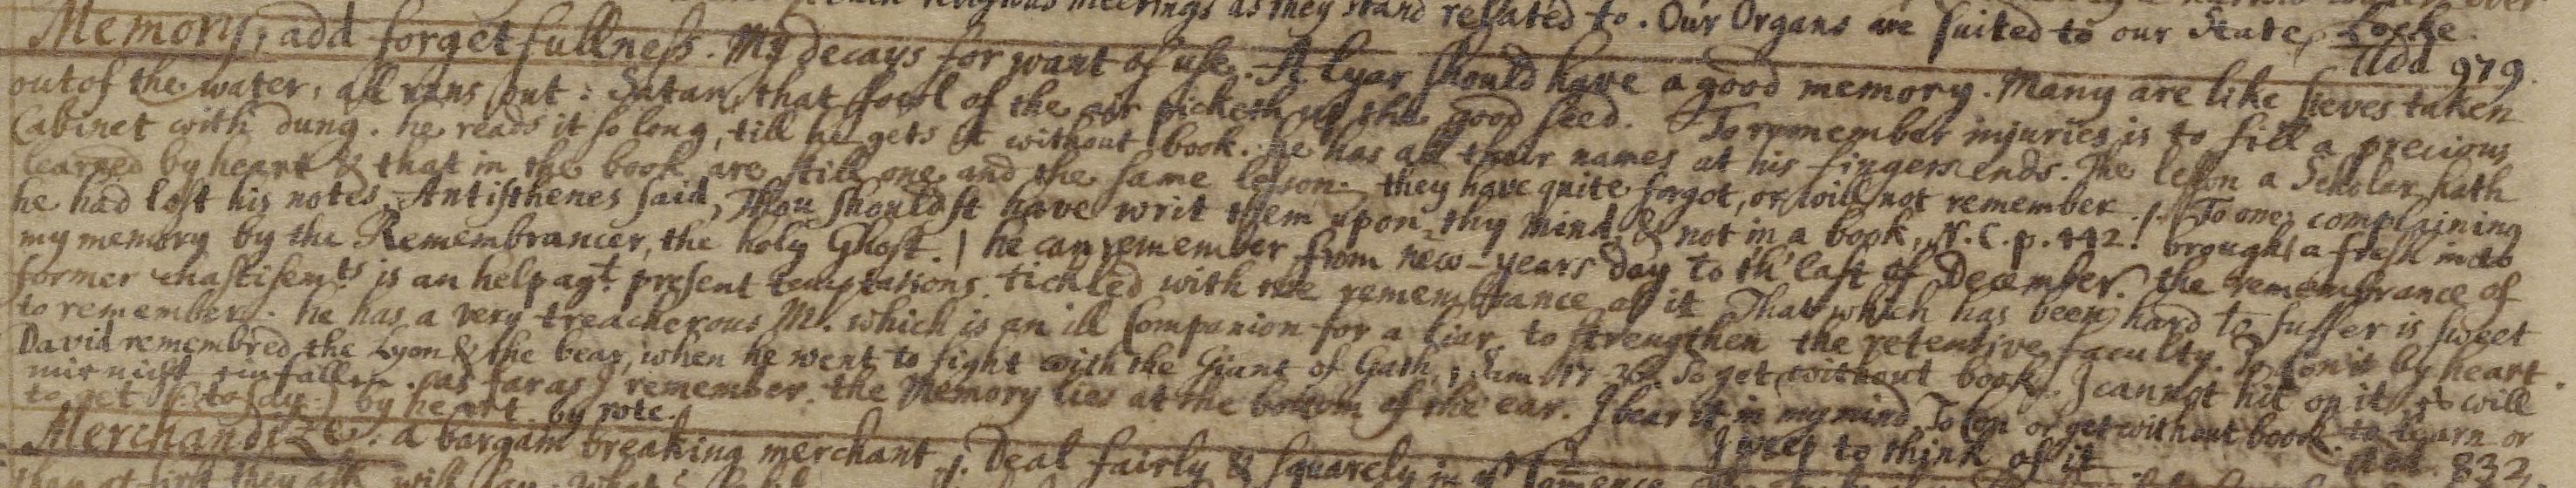 religious meetings as they stand related to. Our Organs are suited to our State, Locke.
Memory, add forgetfullness. My decays for want of use. A lyar should have a good memory. Many are like sieves taken Add 979.
out of the water, all runs out: Satan, that fowl of the air picketh up the good seed. To remember injuries is to fill a precious
Cabinet with dung. he reads it so long, till he gets it without book. he has all their names at his fingers ends. The lesson a Scholar hath
learned by heart & that in the book are still one and the same lesson. they have quite forgot, or will not remember./. To one complaining
he had lost his notes, Antisthenes said, Thou shouldst have writ them upon thy mind, & not in a book, N.C. p. 442! brought a fresh into
my memory by the Remembrancer, the holy Ghost. / he can remember from new-years day to th' last of December. the remembrance of
former chastisemts is an help agt present temptations. tickled with the remembrance of it. That which has been hard to suffer is sweet
to remember. he has a very treacherous M. which is an ill Companion for a liar. to strengthen the retentive faculty. To con it by heart.
David remembred the Lyon & the bear, when he went to fight with the Giant of Gath, 1 Sam 17 36. To get without book. I cannot hit on it, it will
as far as I remember. the Memory lies at the bottom of the ear. I bear it in my mind. To con or get without book. to learn or
to get (to say) by heart. by rote. I weep to think of it
Merchandize. a bargain breaking merchant. Deal fairly & squarely in Add. 832
than at first they ask will